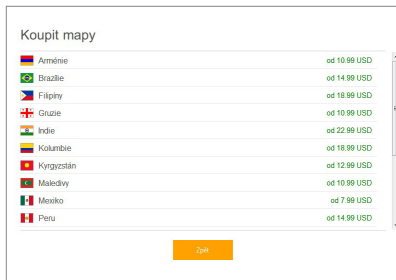 Koupit mapy
Arménie od 10.99 USD
Brazílie od 14.99 USD
Filipíny od 18.99 USD
Gruzie od 10.99 USD
Indie od 22.99 USD
Kolumbie od 18.99 USD
Kyrgyzstán od 12.99 USD
Maledivy od 10.99 USD
Mexiko od 7.99 USD
Peru od 14.99 USD
Zpět